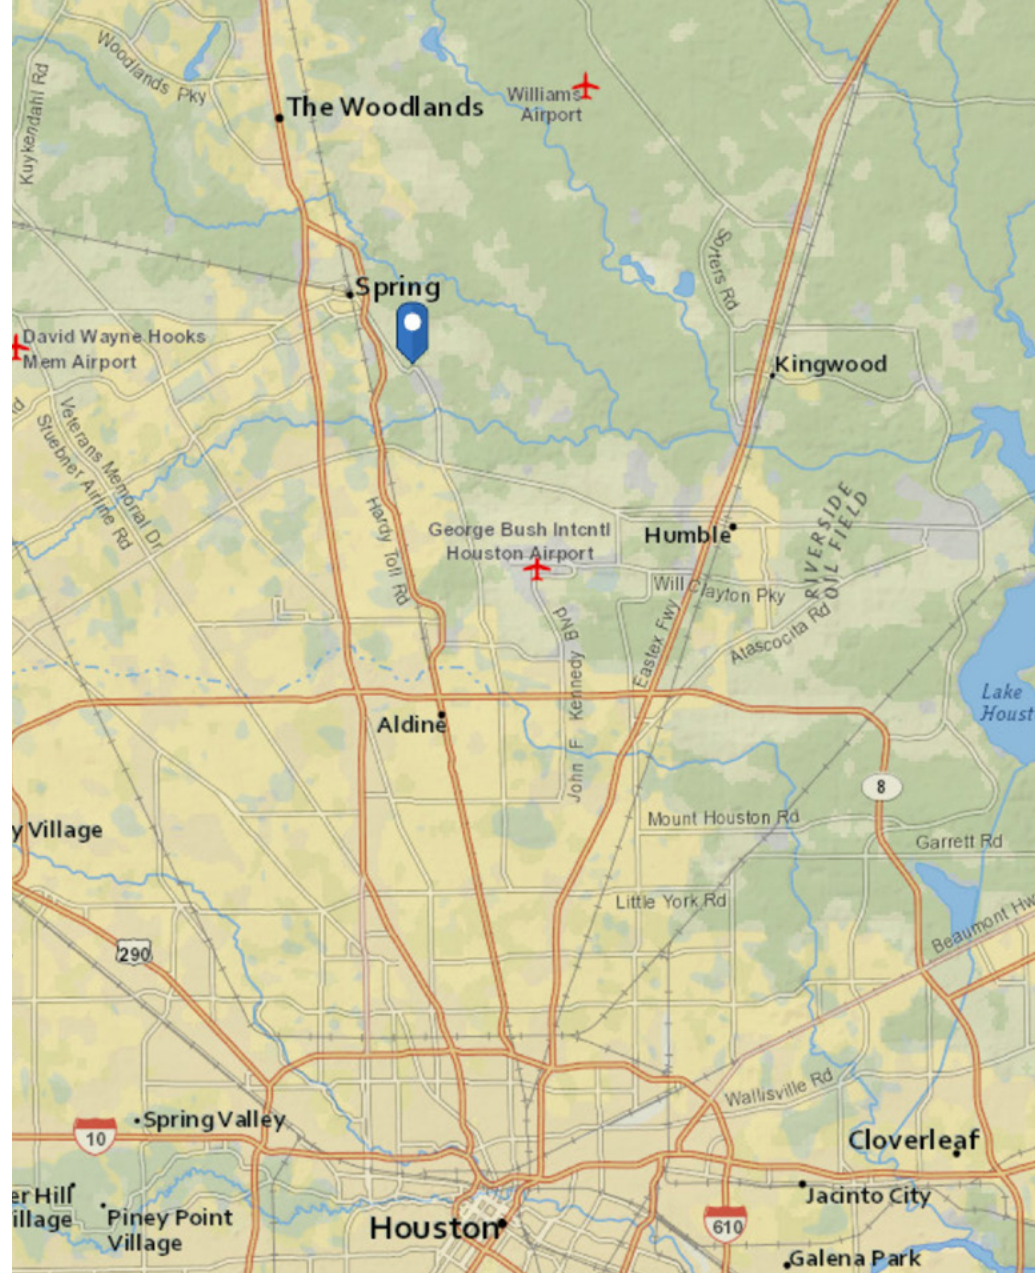 Woodlands Pky
Kuykendahl Rd
The Woodlands
Williams
Airport
Sorters Rd
Spring
David Wayne Hooks
Mem Airport
Kingwood
Veterans Memorial Dr
Stuebner Airline Rd
Hardy Toll Rd
George Bush Intcntl
Houston Airport
Humble
RIVERSIDE
OIL FIELD
Will Clayton Pky
Atascocita Rd
Eastex Fwy
John F Kennedy Blvd
Lake
Houst
Aldine
8
y Village
Mount Houston Rd
Garrett Rd
Little York Rd
Beaumont Hw
290
Wallisville Rd
Spring Valley
10
Cloverleaf
er Hill
illage
Piney Point
Village
Jacinto City
Houston
610
Galena Park